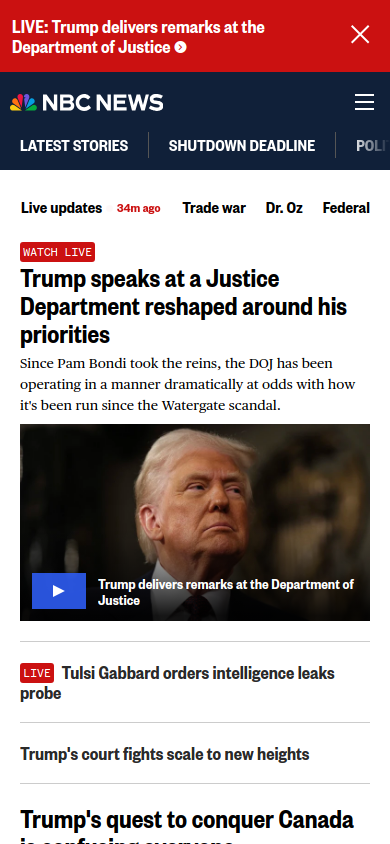 LIVE: Trump delivers remarks at the
Department of Justice
NBC NEWS
LATEST STORIES SHUTDOWN DEADLINE
Live updates 34m ago Trade war Dr. Oz Federal
WATCH LIVE
Trump speaks at a Justice
Department reshaped around his
priorities
Since Pam Bondi took the reins, the DOJ has been
operating in a manner dramatically at odds with how
it's been run since the Watergate scandal.
Trump delivers remarks at the Department of
Justice
LIVE Tulsi Gabbard orders intelligence leaks
probe
Trump's court fights scale to new heights
Trump's quest to conquer Canada
is confusing everyone